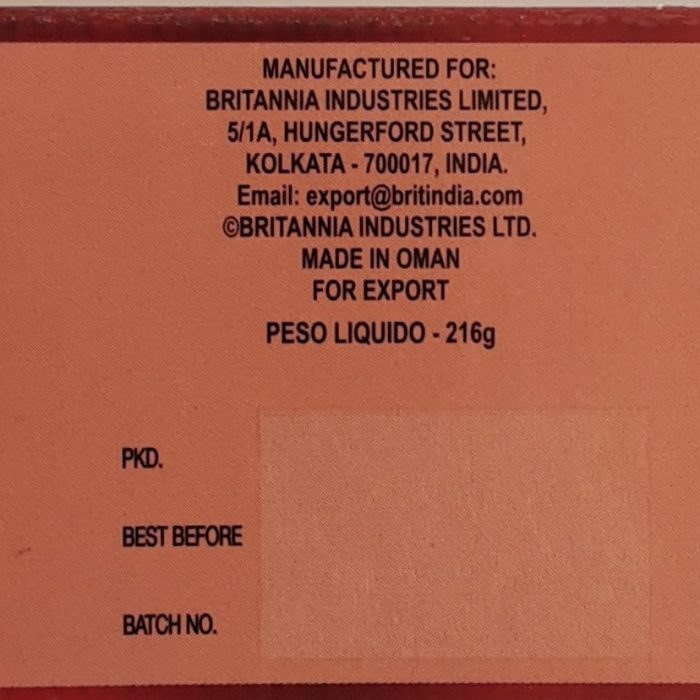 MANUFACTURED FOR:
BRITANNIA INDUSTRIES LIMITED,
5/1A, HUNGERFORD STREET,
KOLKATA - 700017, INDIA.
Email: export@britindia.com
©BRITANNIA INDUSTRIES LTD.
MADE IN OMAN
FOR EXPORT
PESO LIQUIDO - 216g
PKD.
BEST BEFORE
BATCH NO.